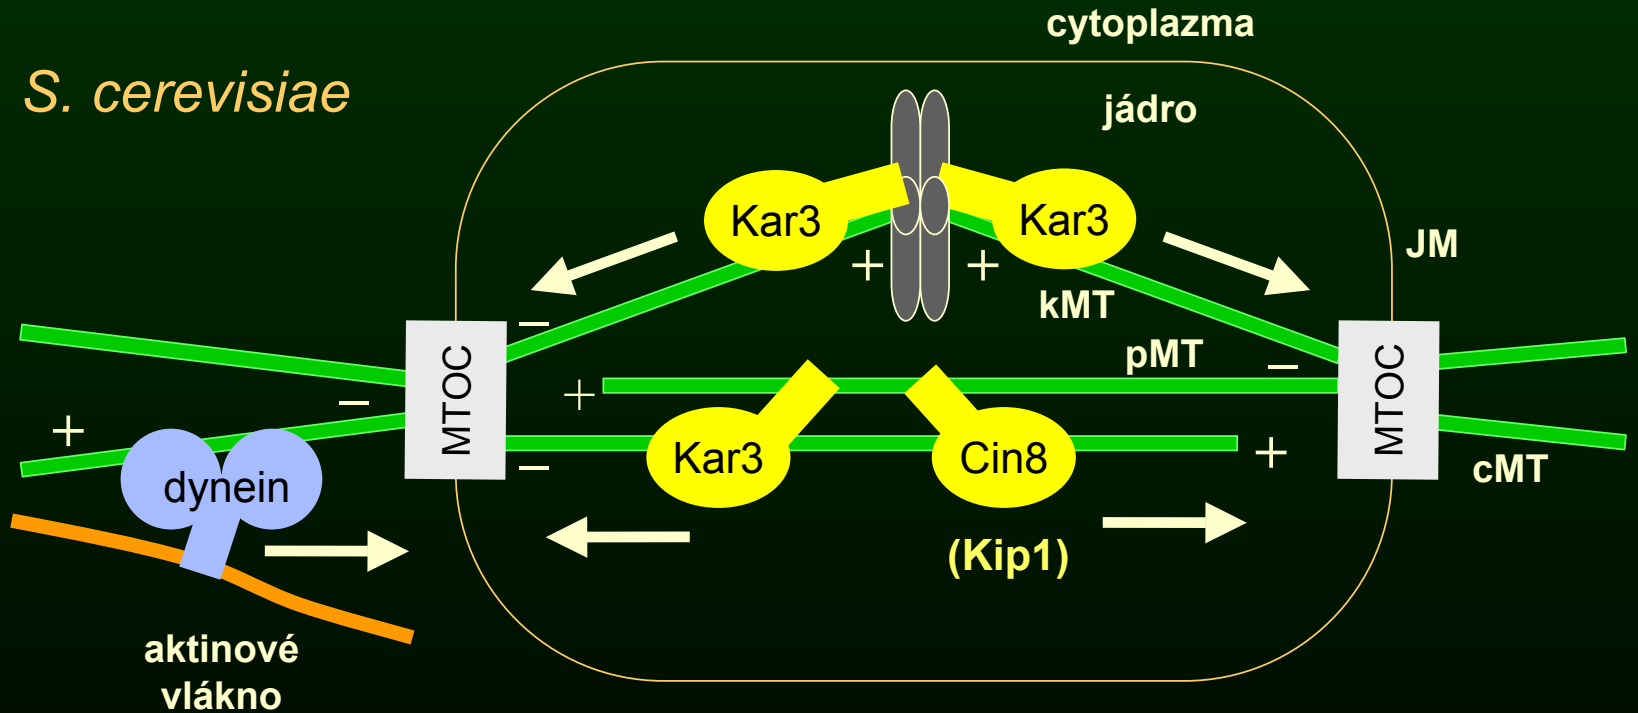 cytoplazma
S. cerevisiae
jádro
Kar3
Kar3
JM
+
+
kMT
−
pMT
−
MTOC
MTOC
+
−
+
Kar3
Cin8
+
−
cMT
dynein
(Kip1)
aktinové
vlákno